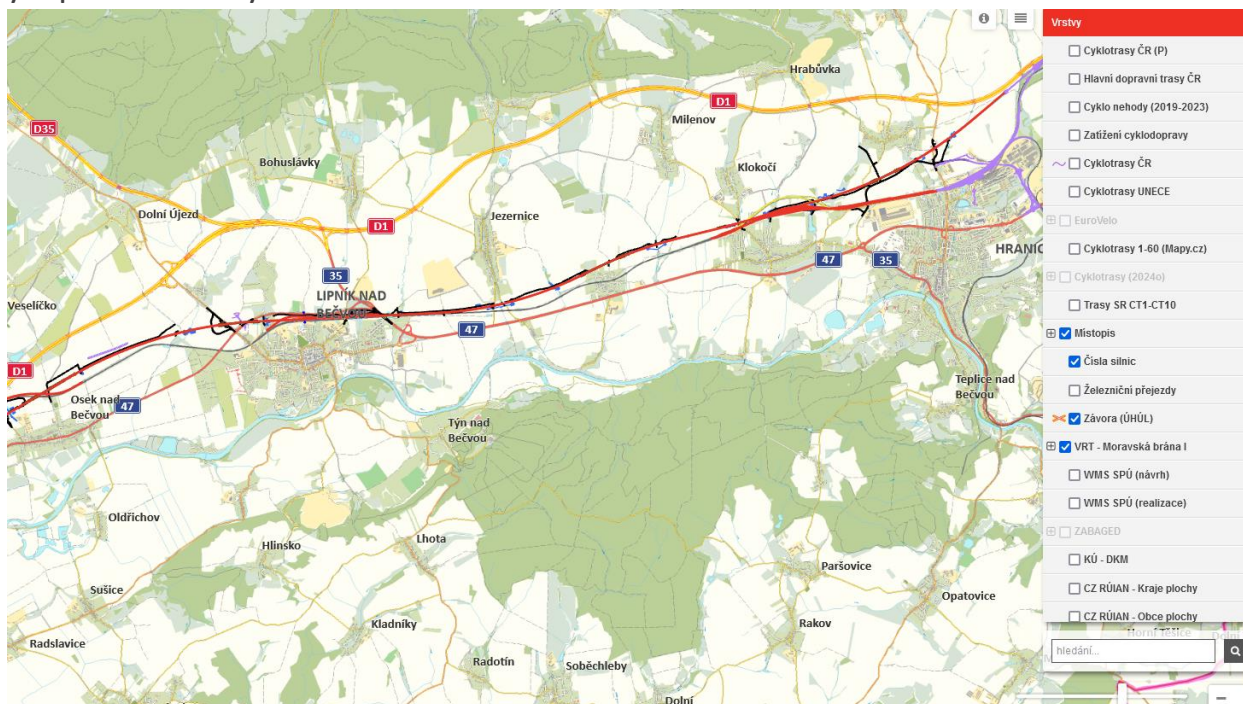 Hrabůvka
D1
Milenov
D35
Bohuslávky
Klokočí
Dolní Újezd
Jezernice
D1
47
35
HRANIC
35
LIPNÍK NAD
BEČVOU
Veselíčko
47
D1
Teplice nad
Bečvou
Osek nad
Bečvou
47
Týn nad
Bečvou
Oldřichov
Lhota
Hlinsko
Paršovice
Sušice
Opatovice
Kladníky
Rakov
Radslavice
Radotín
Soběchleby
Dolní
Vrstvy
Cyklotrasy ČR (P)
Hlavní dopravní trasy ČR
Cyklo nehody (2019-2023)
Zatížení cyklodopravy
Cyklotrasy ČR
Cyklotrasy UNECE
EuroVelo
Cyklotrasy 1-60 (Mapy.cz)
Cyklotrasy (2024o)
Trasy SR CT1-CT10
Místopis
Čísla silnic
Železniční přejezdy
Závora (ÚHÚL)
VRT - Moravská brána I
WMS SPÚ (návrh)
WMS SPÚ (realizace)
ZABAGED
KÚ - DKM
CZ RÚIAN - Kraje plochy
CZ RÚIAN - Obce plochy
Horní Těšice
hledání...